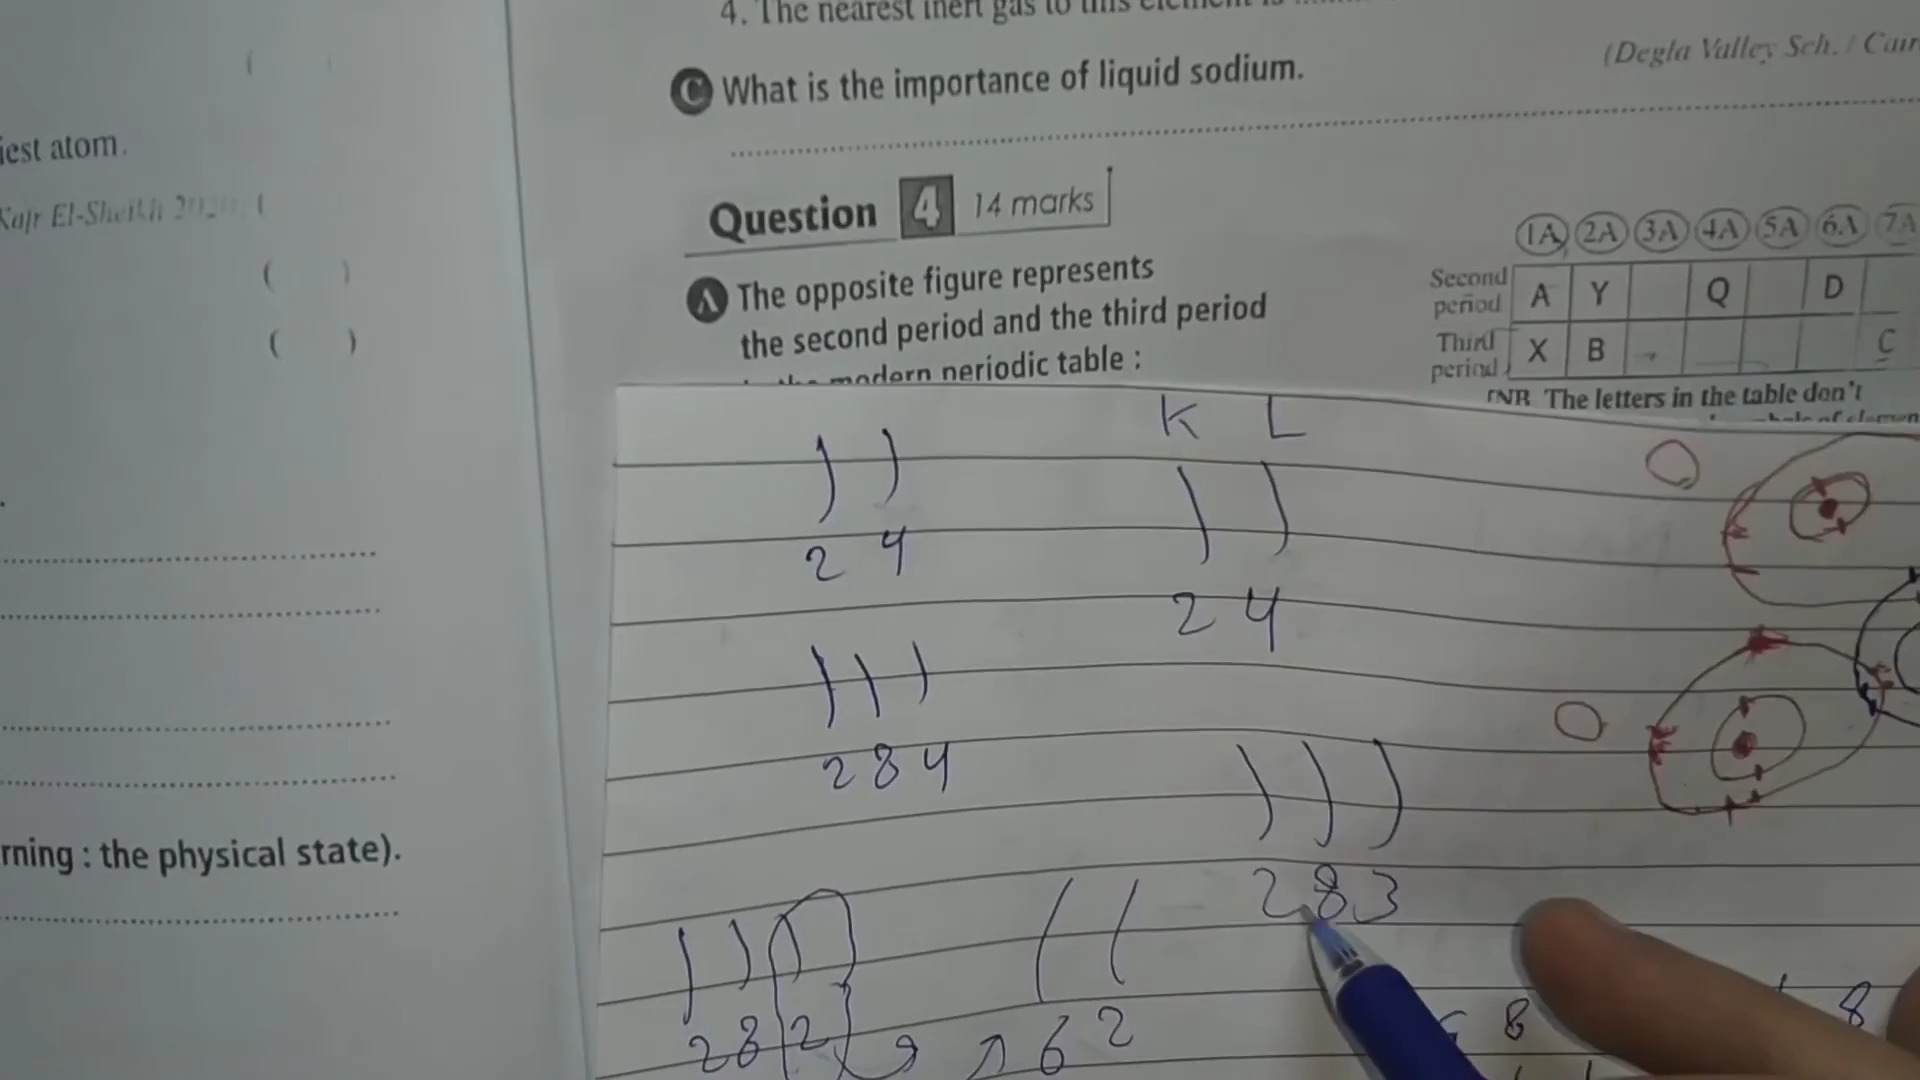 iest atom.
Kafr El-Sheikh 2020 (
( )
( )
rning : the physical state).
4. The nearest inert gas to this element is
(Degla Valley Sch. / Cair
C What is the importance of liquid sodium.
Question 4 14 marks
A The opposite figure represents
the second period and the third period
modern periodic table :
1A 2A 3A 4A 5A 6A 7A
Second period A Y Q D
Third period X B C
The letters in the table don't
K L
2 4
2 4
2 8 4
2 8 3
2 8 2
6 2
8
8